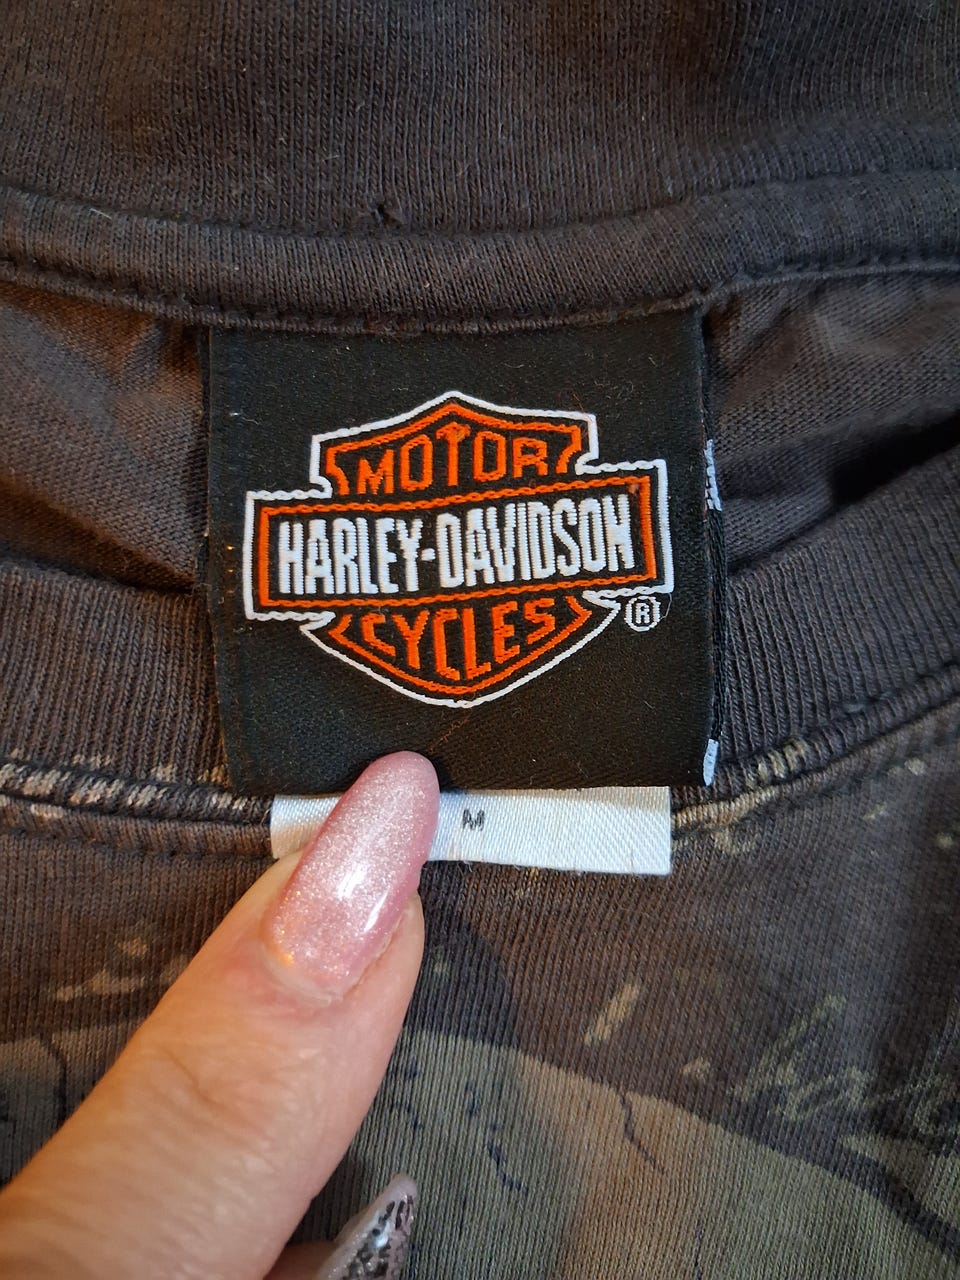 MOTOR
HARLEY-DAVIDSON
CYCLES
®
M